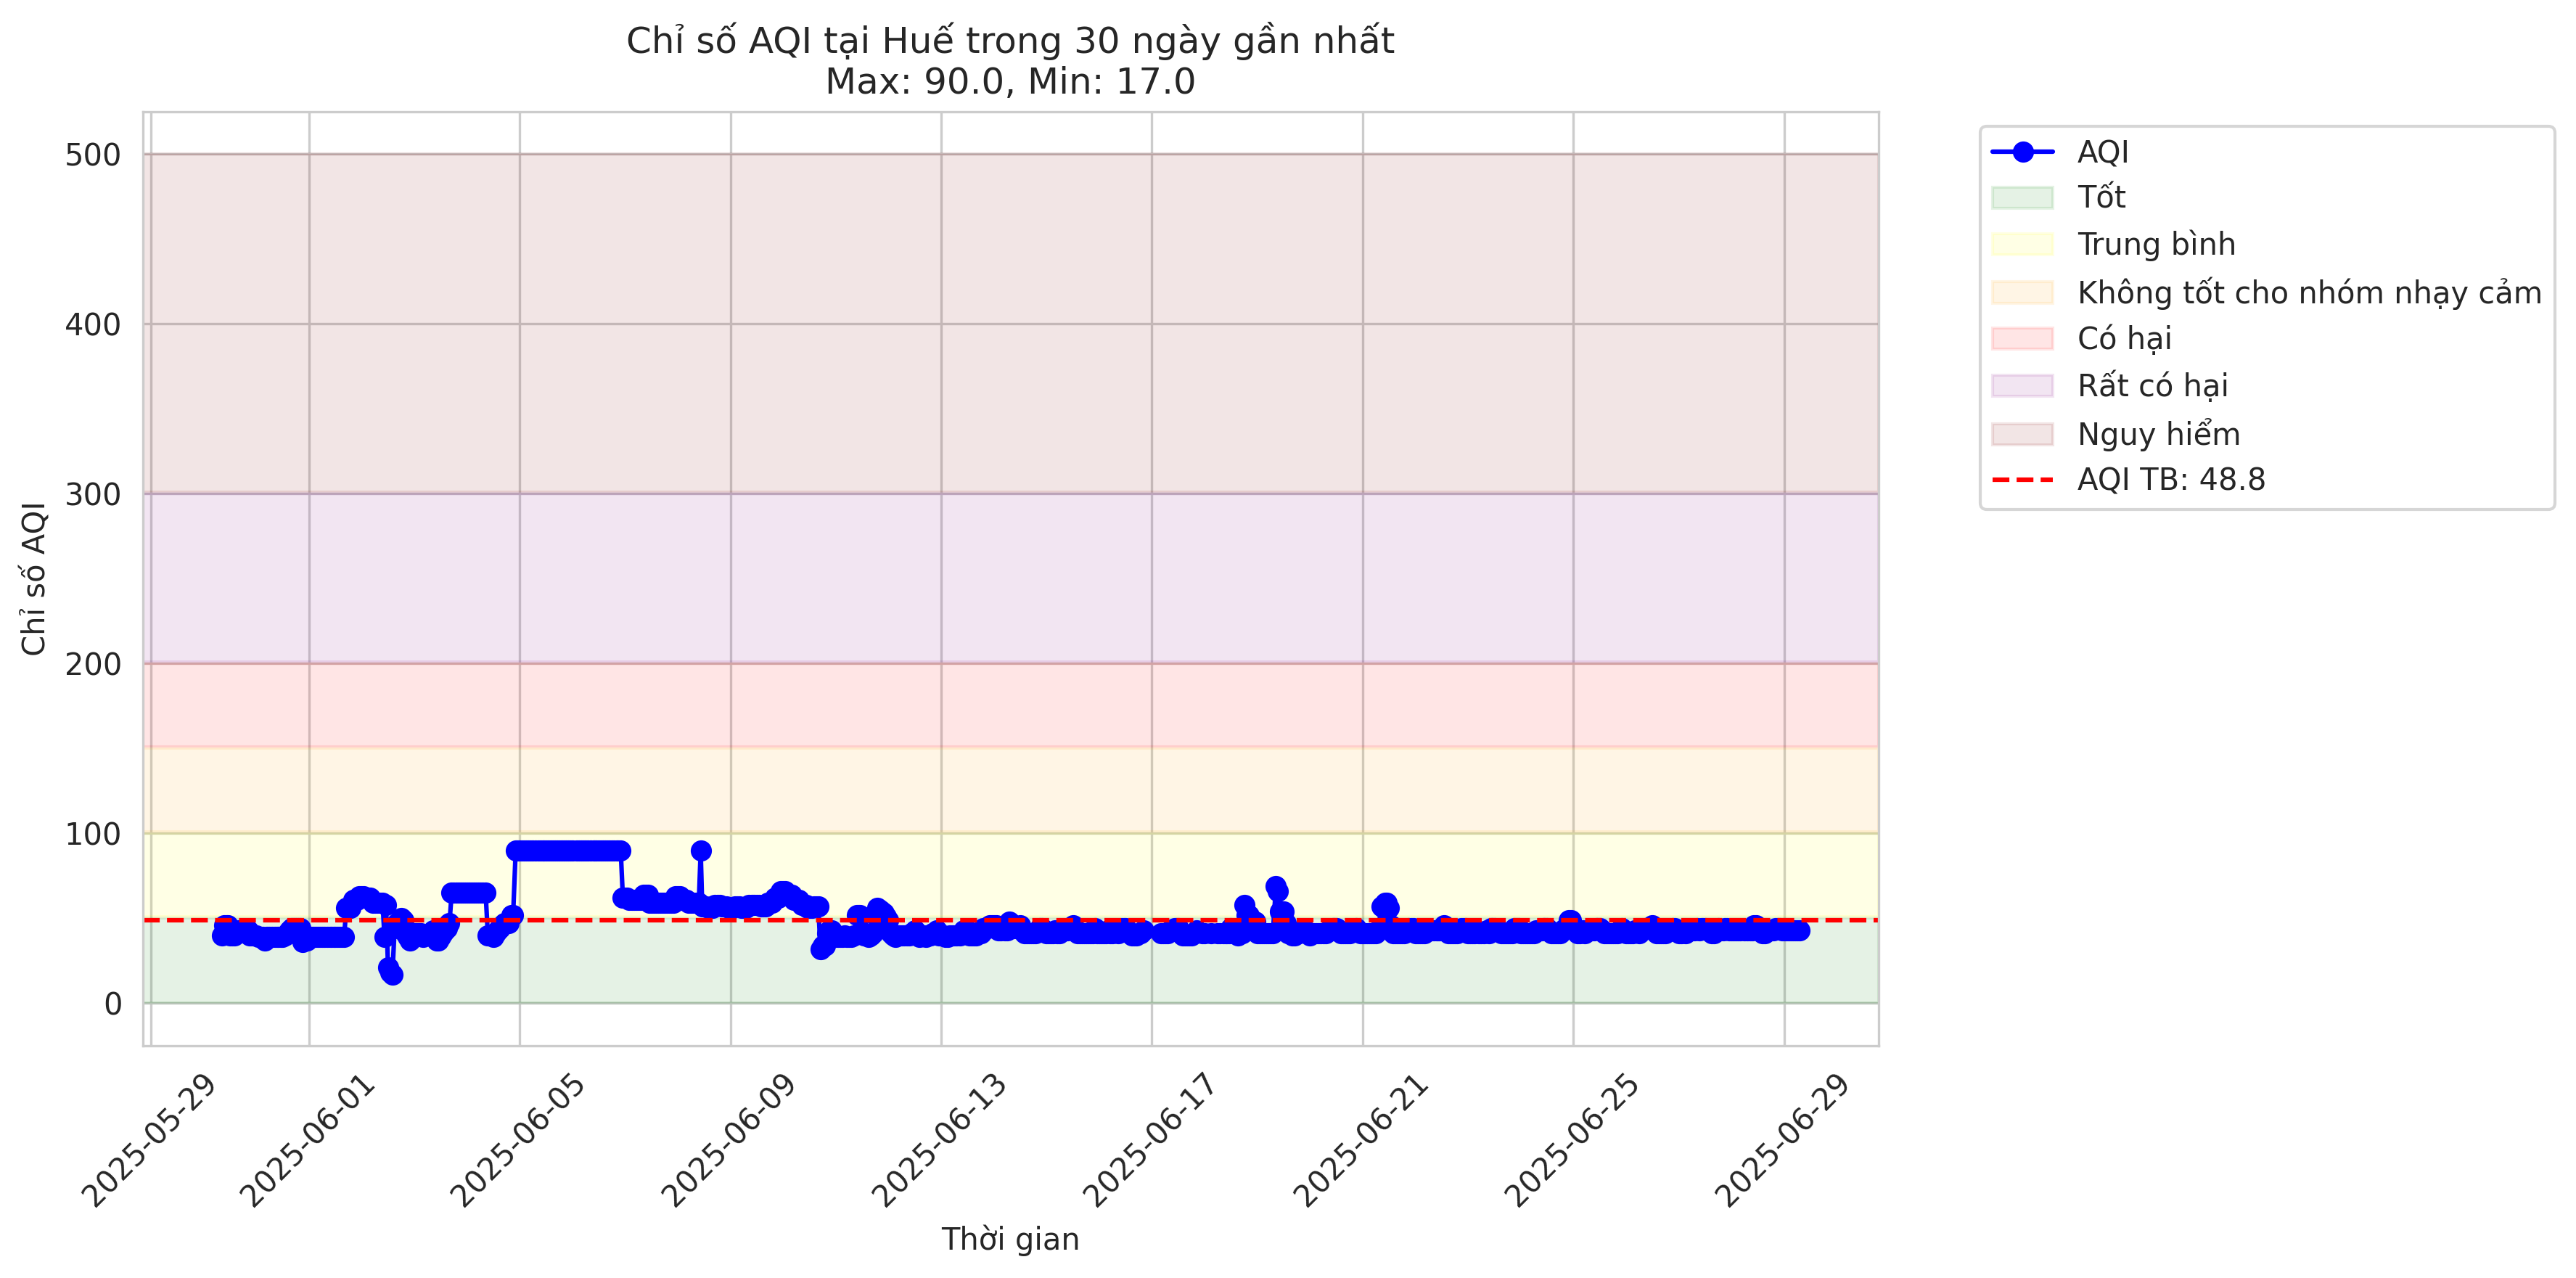 Chỉ số AQI tại Huế trong 30 ngày gần nhất
Max: 90.0, Min: 17.0
Chỉ số AQI
500
400
300
200
100
0
2025-05-29
2025-06-01
2025-06-05
2025-06-09
2025-06-13
2025-06-17
2025-06-21
2025-06-25
2025-06-29
Thời gian
AQI
Tốt
Trung bình
Không tốt cho nhóm nhạy cảm
Có hại
Rất có hại
Nguy hiểm
AQI TB: 48.8